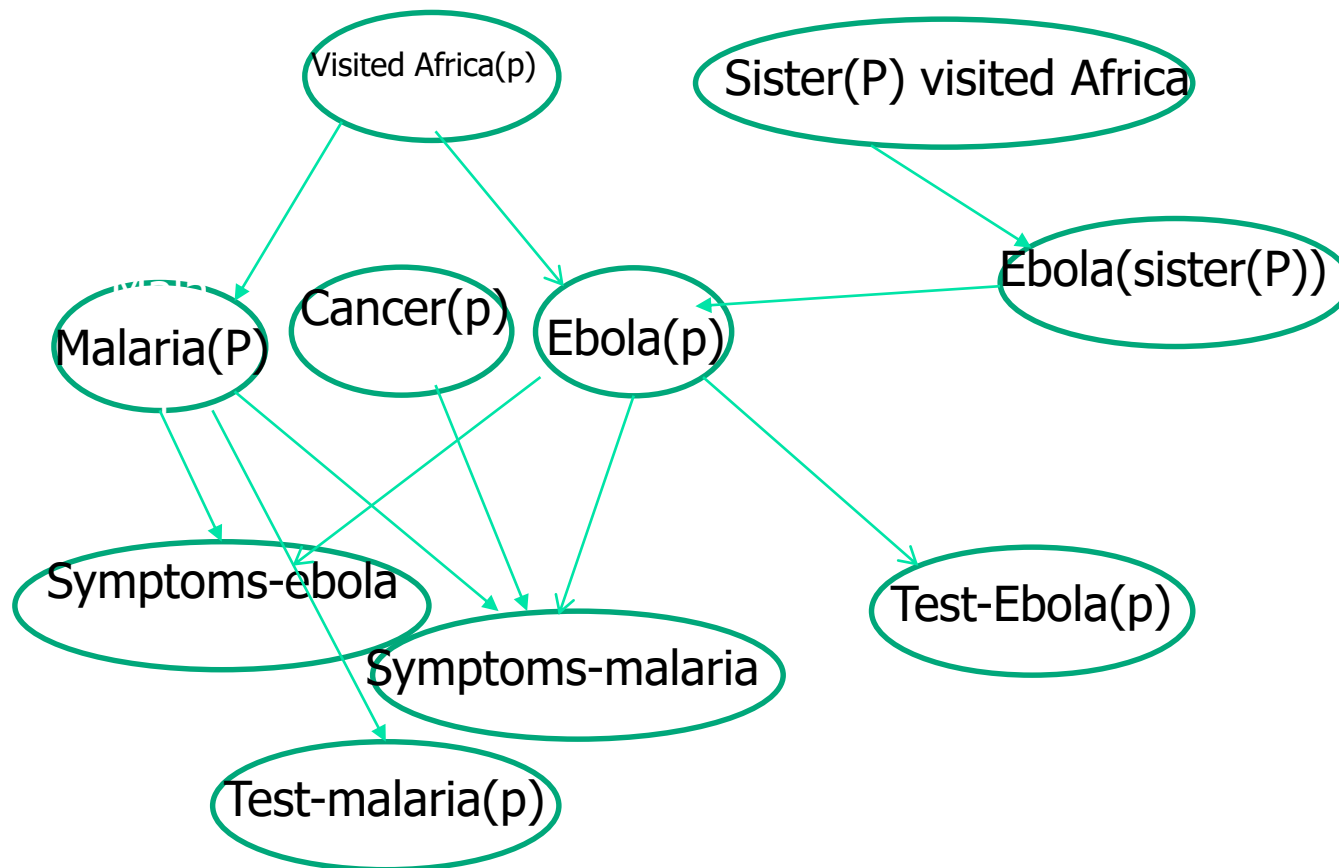 Visited Africa(p)
Sister(P) visited Africa
Ebola(sister(P))
Cancer(p)
Malaria(P)
Ebola(p)
Symptoms-ebola
Test-Ebola(p)
Symptoms-malaria
Test-malaria(p)